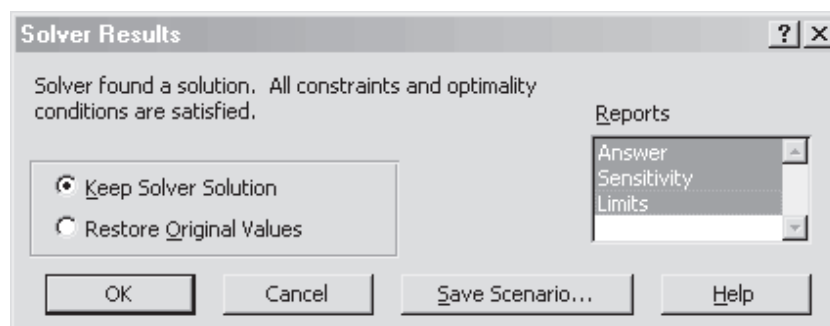 Solver Results
? X
Solver found a solution. All constraints and optimality
conditions are satisfied.
Reports
Answer
Sensitivity
Limits
Keep Solver Solution
Restore Original Values
OK Cancel Save Scenario... Help